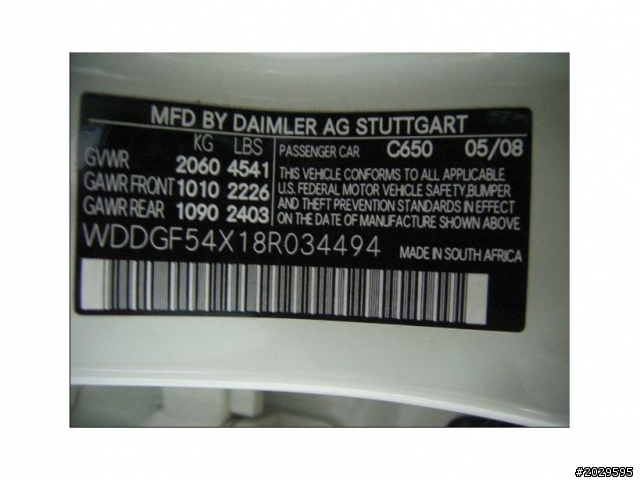 MFD BY DAIMLER AG STUTTGART
KG LBS
GVWR 2060 4541
GAWR FRONT 1010 2226
GAWR REAR 1090 2403
PASSENGER CAR C650 05/08
THIS VEHICLE CONFORMS TO ALL APPLICABLE
U.S. FEDERAL MOTOR VEHICLE SAFETY,BUMPER
AND THEFT PREVENTION STANDARDS IN EFFECT
ON THE DATE OF MANUFACTURE SHOWN ABOVE
WDDGF54X18R034494 MADE IN SOUTH AFRICA
#2029595